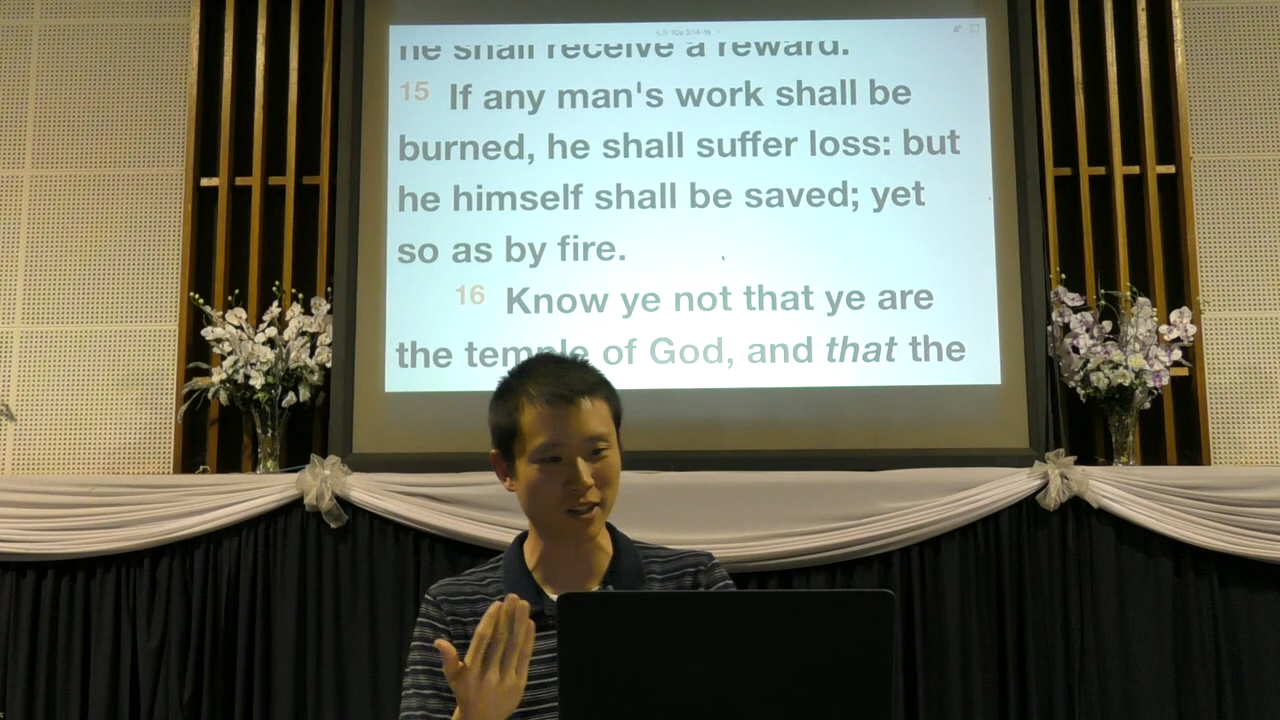 he shall receive a reward.
15 If any man's work shall be
burned, he shall suffer loss: but
he himself shall be saved; yet
so as by fire.
16 Know ye not that ye are
the temple of God, and that the